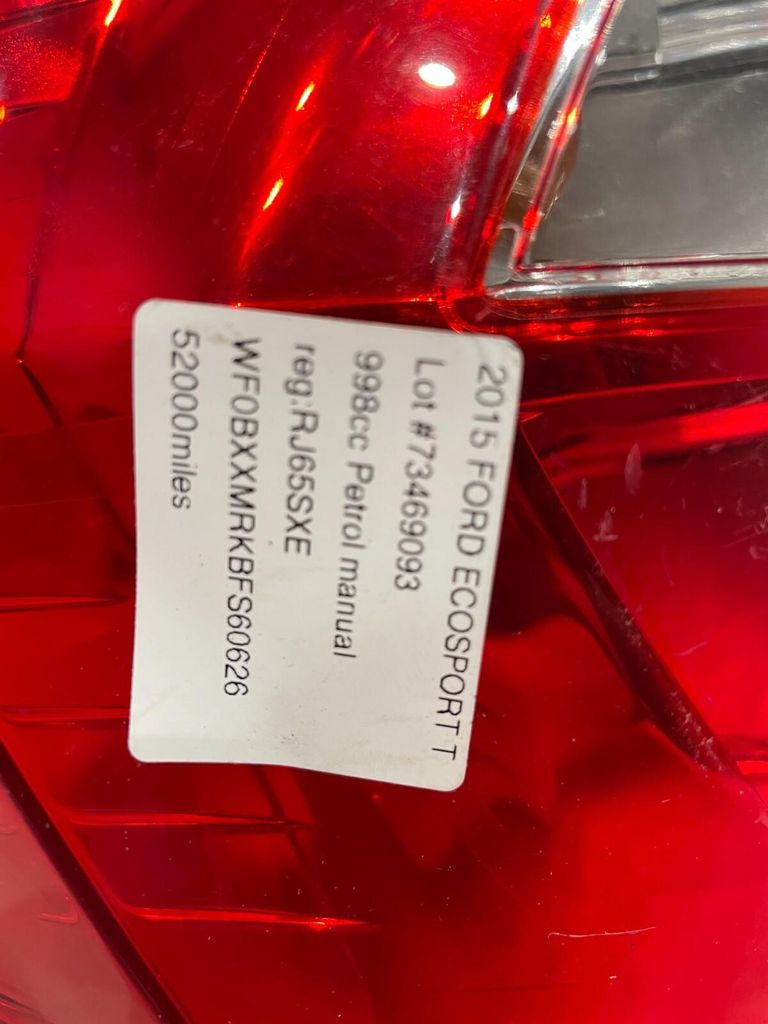 2015 FORD ECOSPORT T
Lot #73469093
998cc Petrol manual
reg:RJ65SXE
WF0BXXMRKBFS60626
52000miles